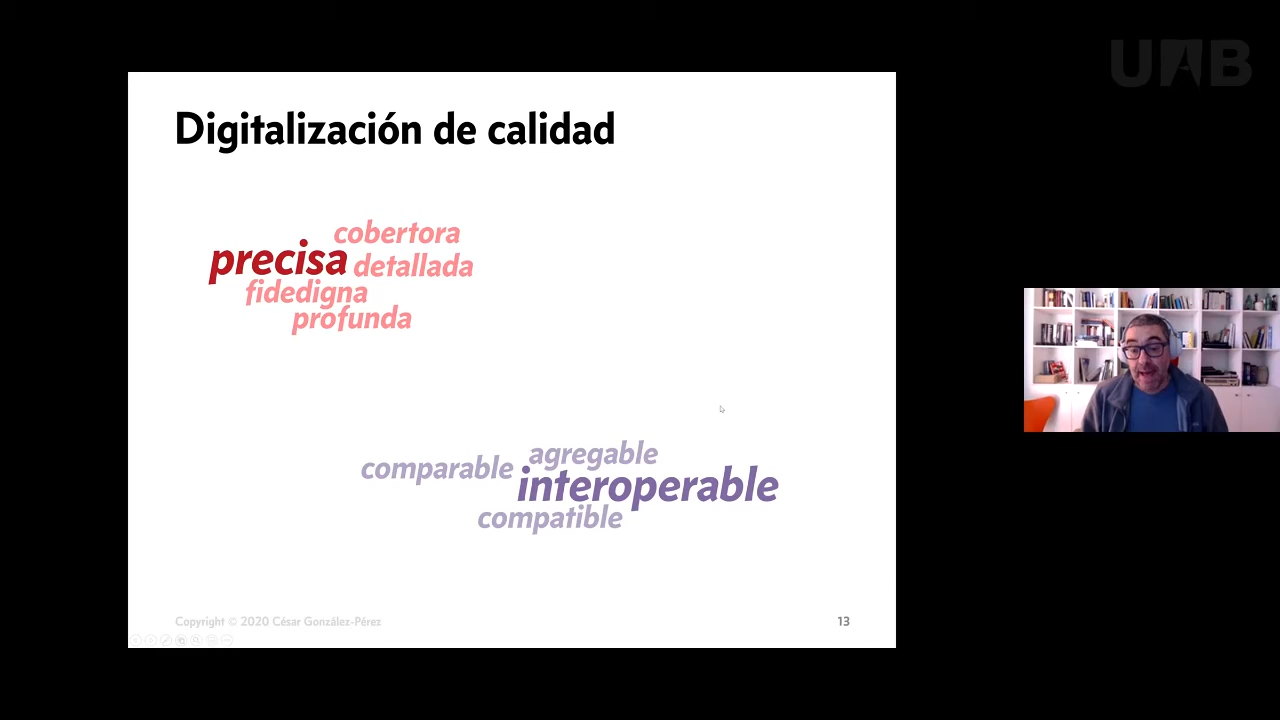 UAB
Digitalización de calidad
cobertora
precisa
detallada
fidedigna
profunda
agregable
comparable
interoperable
compatible
Copyright © 2020 César González-Pérez
13